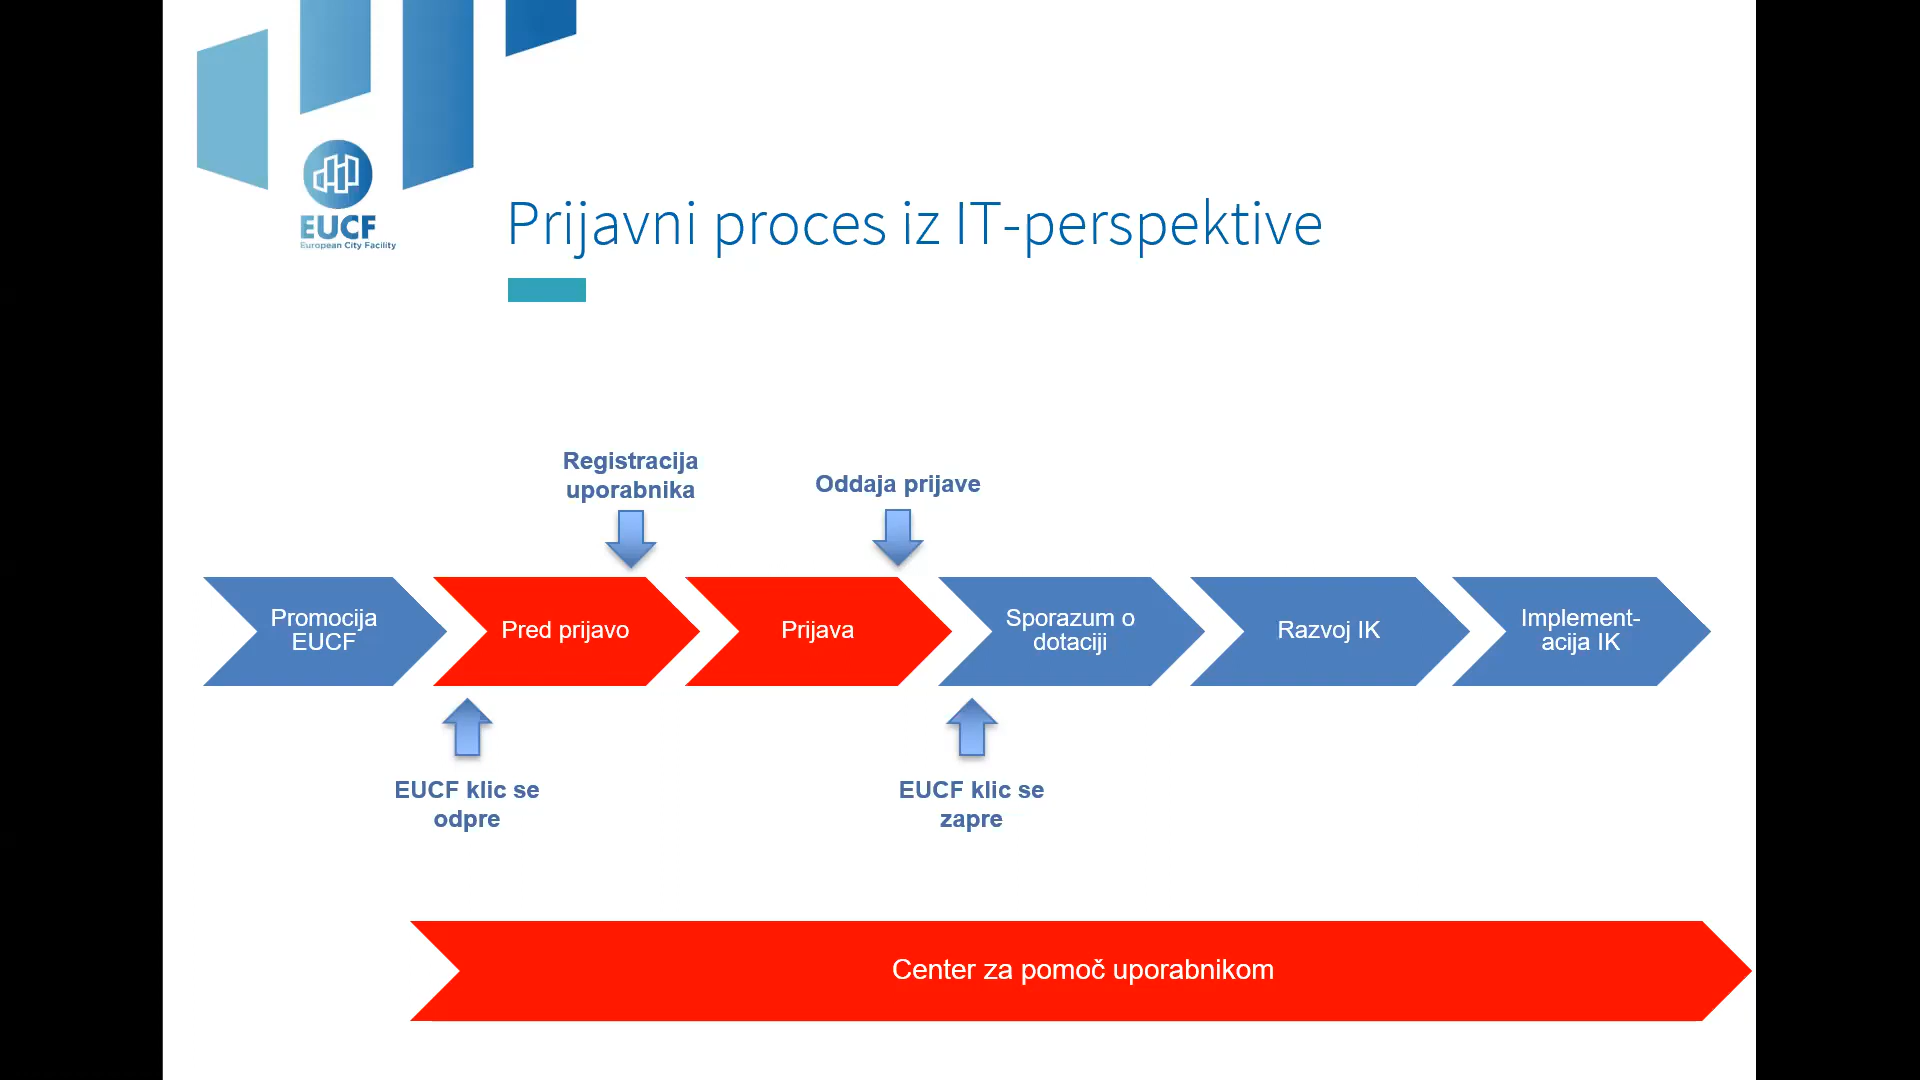 EUCF
European City Facility
Prijavni proces iz IT-perspektive
Registracija
uporabnika
Oddaja prijave
Promocija
EUCF
Pred prijavo
Prijava
Sporazum o
dotaciji
Razvoj IK
Implement-
acija IK
EUCF klic se
odpre
EUCF klic se
zapre
Center za pomoč uporabnikom